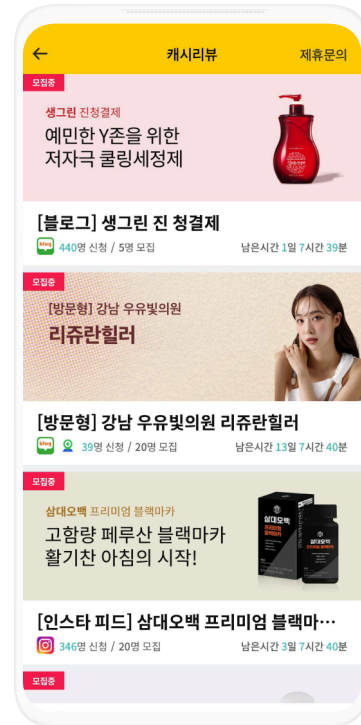 캐시리뷰
제휴문의
모집중
생그린 진청결제
예민한 Y존을 위한
저자극 쿨링세정제
[블로그] 생그린 진 청결제
blog
440명 신청 / 5명 모집
남은시간 1일 7시간 39분
모집중
[방문형] 강남 우유빛의원
리쥬란힐러
[방문형] 강남 우유빛의원 리쥬란힐러
blog
39명 신청 / 20명 모집
남은시간 13일 7시간 40분
모집중
삼대오백 프리미엄 블랙마카
고함량 페루산 블랙마카
활기찬 아침의 시작!
삼대오백
프리미엄
블랙마카
[인스타 피드] 삼대오백 프리미엄 블랙마···
346명 신청 / 20명 모집
남은시간 3일 7시간 40분
모집중